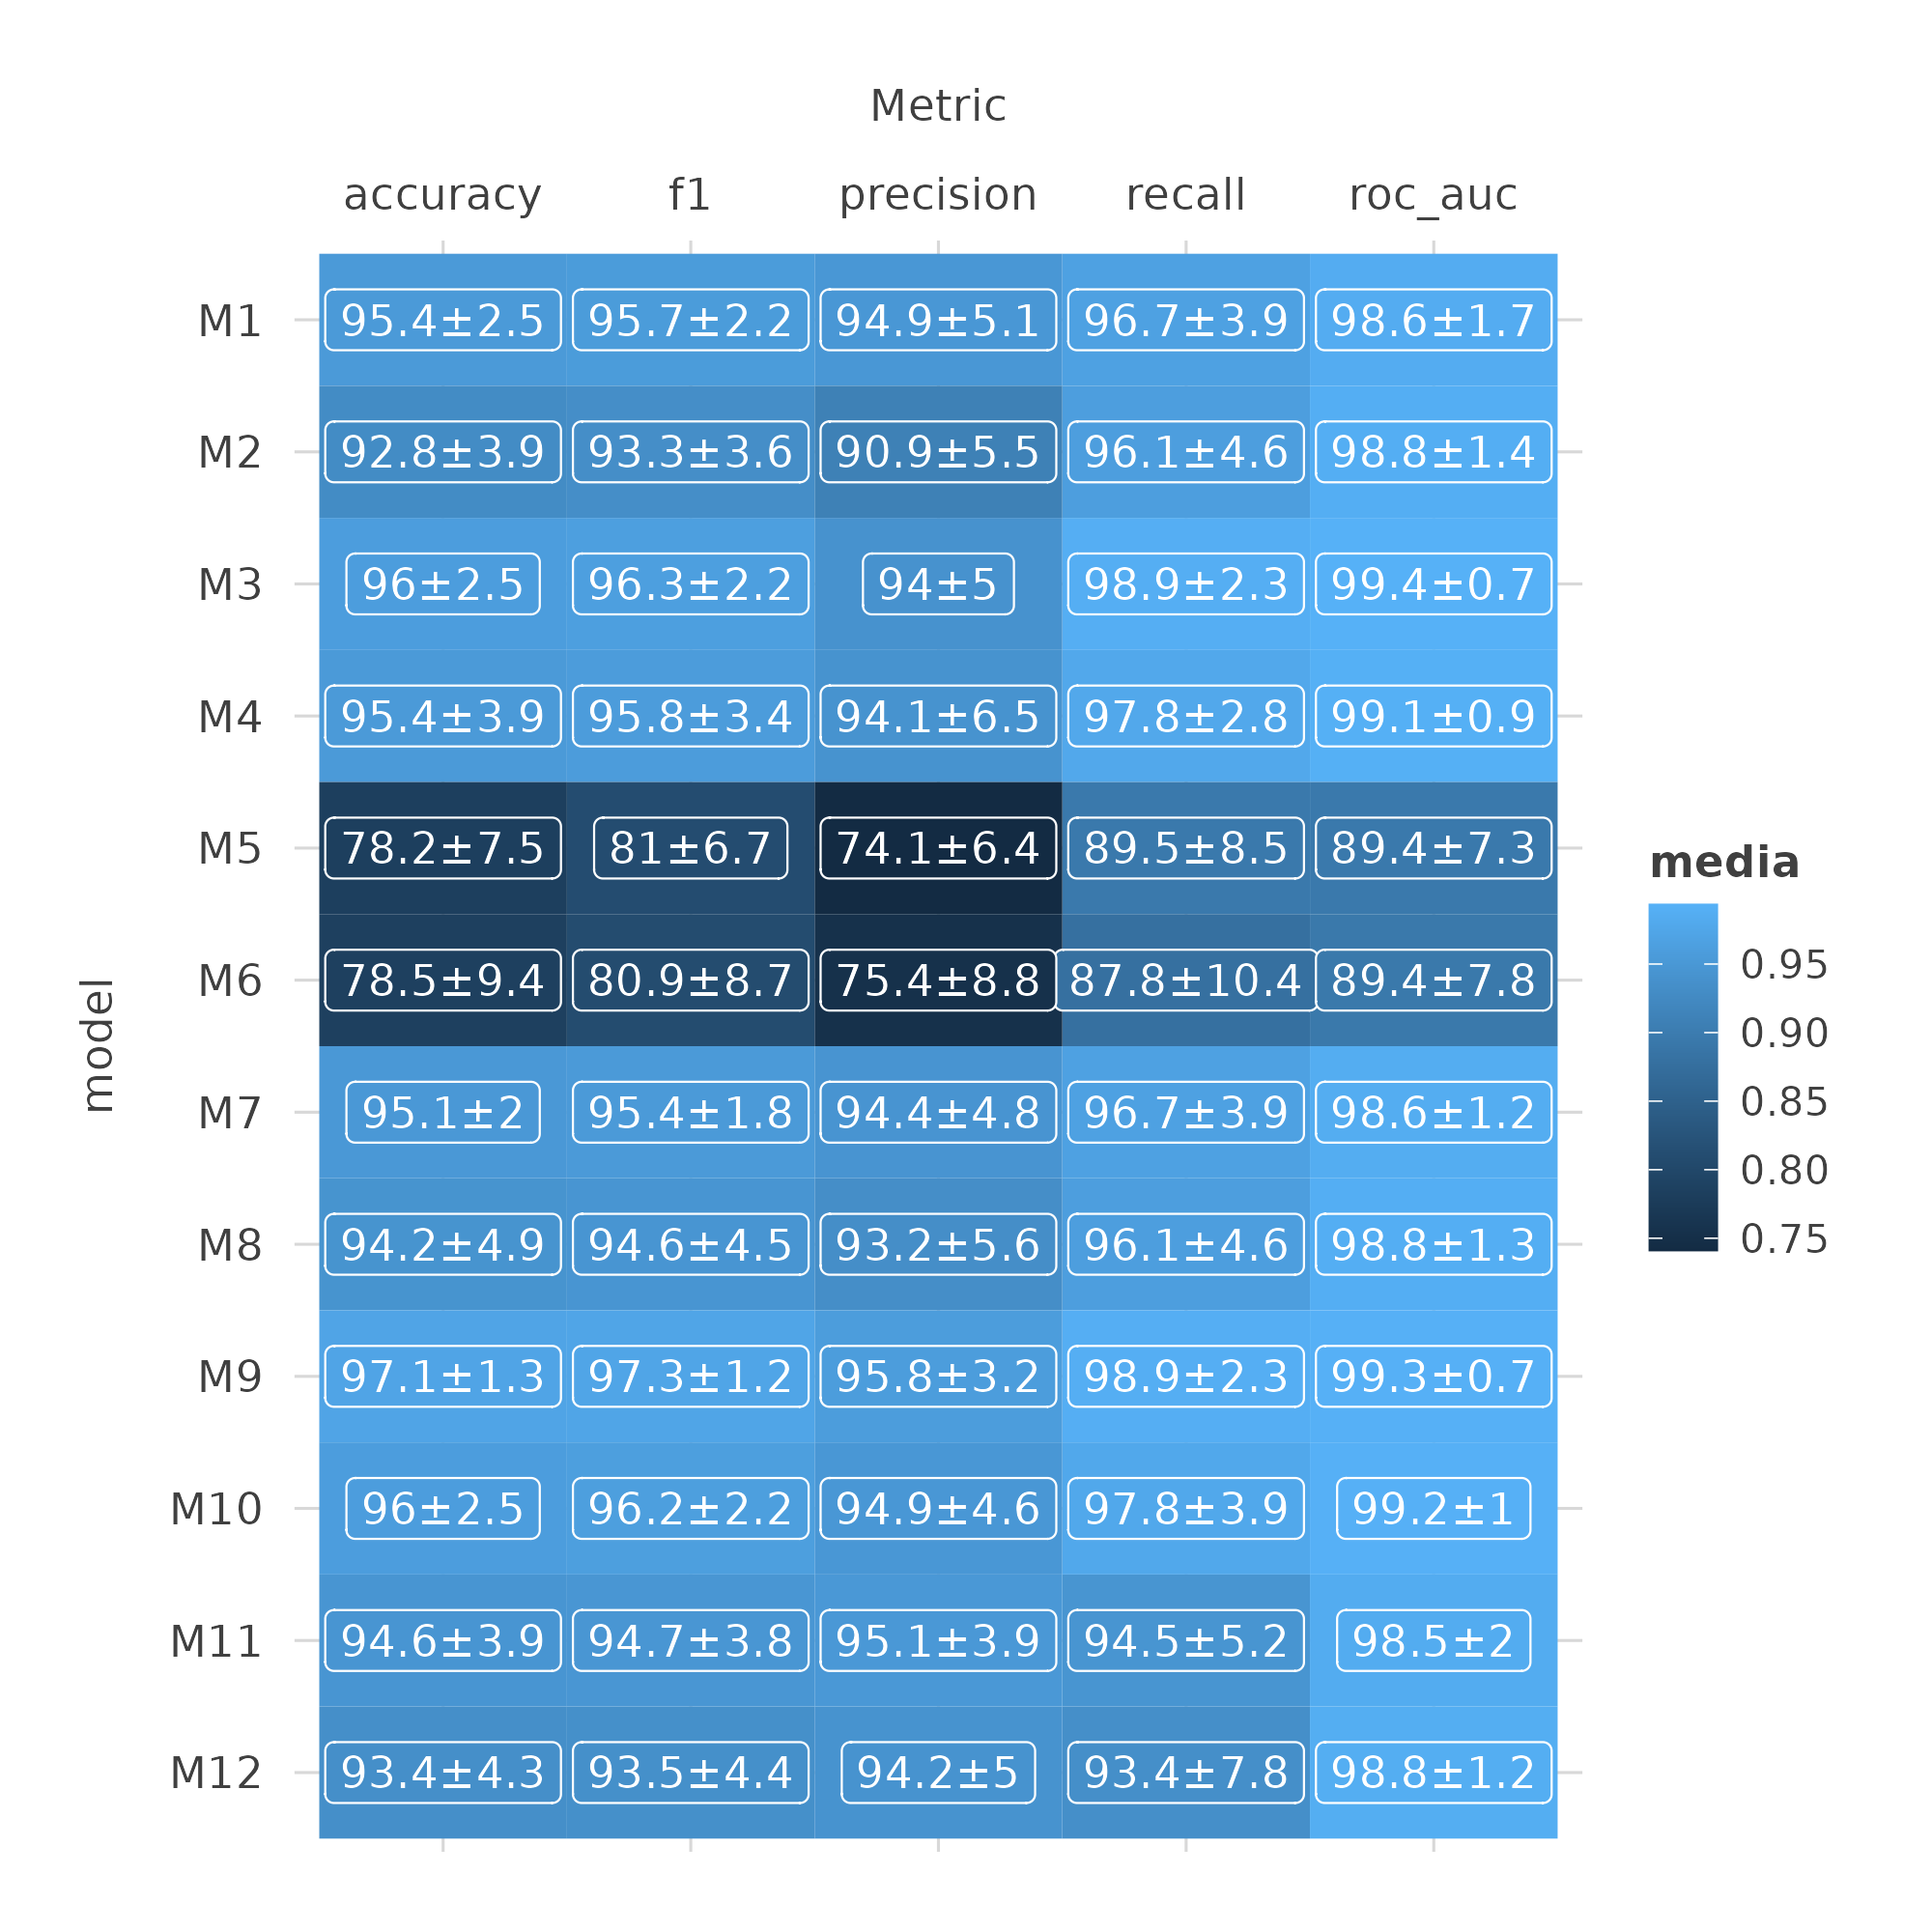 Metric
accuracy f1 precision recall roc_auc
M1 95.4±2.5 95.7±2.2 94.9±5.1 96.7±3.9 98.6±1.7
M2 92.8±3.9 93.3±3.6 90.9±5.5 96.1±4.6 98.8±1.4
M3 96±2.5 96.3±2.2 94±5 98.9±2.3 99.4±0.7
M4 95.4±3.9 95.8±3.4 94.1±6.5 97.8±2.8 99.1±0.9
M5 78.2±7.5 81±6.7 74.1±6.4 89.5±8.5 89.4±7.3
M6 78.5±9.4 80.9±8.7 75.4±8.8 87.8±10.4 89.4±7.8
M7 95.1±2 95.4±1.8 94.4±4.8 96.7±3.9 98.6±1.2
M8 94.2±4.9 94.6±4.5 93.2±5.6 96.1±4.6 98.8±1.3
M9 97.1±1.3 97.3±1.2 95.8±3.2 98.9±2.3 99.3±0.7
M10 96±2.5 96.2±2.2 94.9±4.6 97.8±3.9 99.2±1
M11 94.6±3.9 94.7±3.8 95.1±3.9 94.5±5.2 98.5±2
M12 93.4±4.3 93.5±4.4 94.2±5 93.4±7.8 98.8±1.2
model
media
0.95
0.90
0.85
0.80
0.75